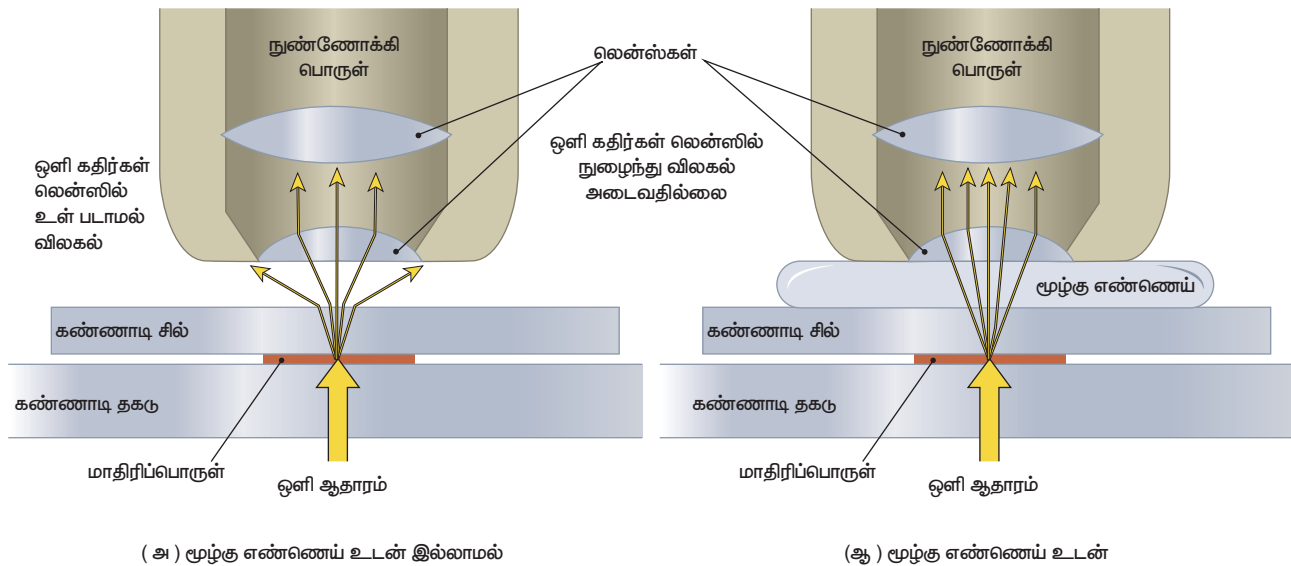 நுண்ணோக்கி
பொருள்
லென்ஸ்கள்
நுண்ணோக்கி
பொருள்
ஒளி கதிர்கள்
லென்ஸில்
உள் படாமல்
விலகல்
ஒளி கதிர்கள் லென்ஸில்
நுழைந்து விலகல்
அடைவதில்லை
மூழ்கு எண்ணெய்
கண்ணாடி சில்
கண்ணாடி சில்
கண்ணாடி தகடு
கண்ணாடி தகடு
மாதிரிப்பொருள்
ஒளி ஆதாரம்
மாதிரிப்பொருள்
ஒளி ஆதாரம்
( அ ) மூழ்கு எண்ணெய் உடன் இல்லாமல்
(ஆ ) மூழ்கு எண்ணெய் உடன்